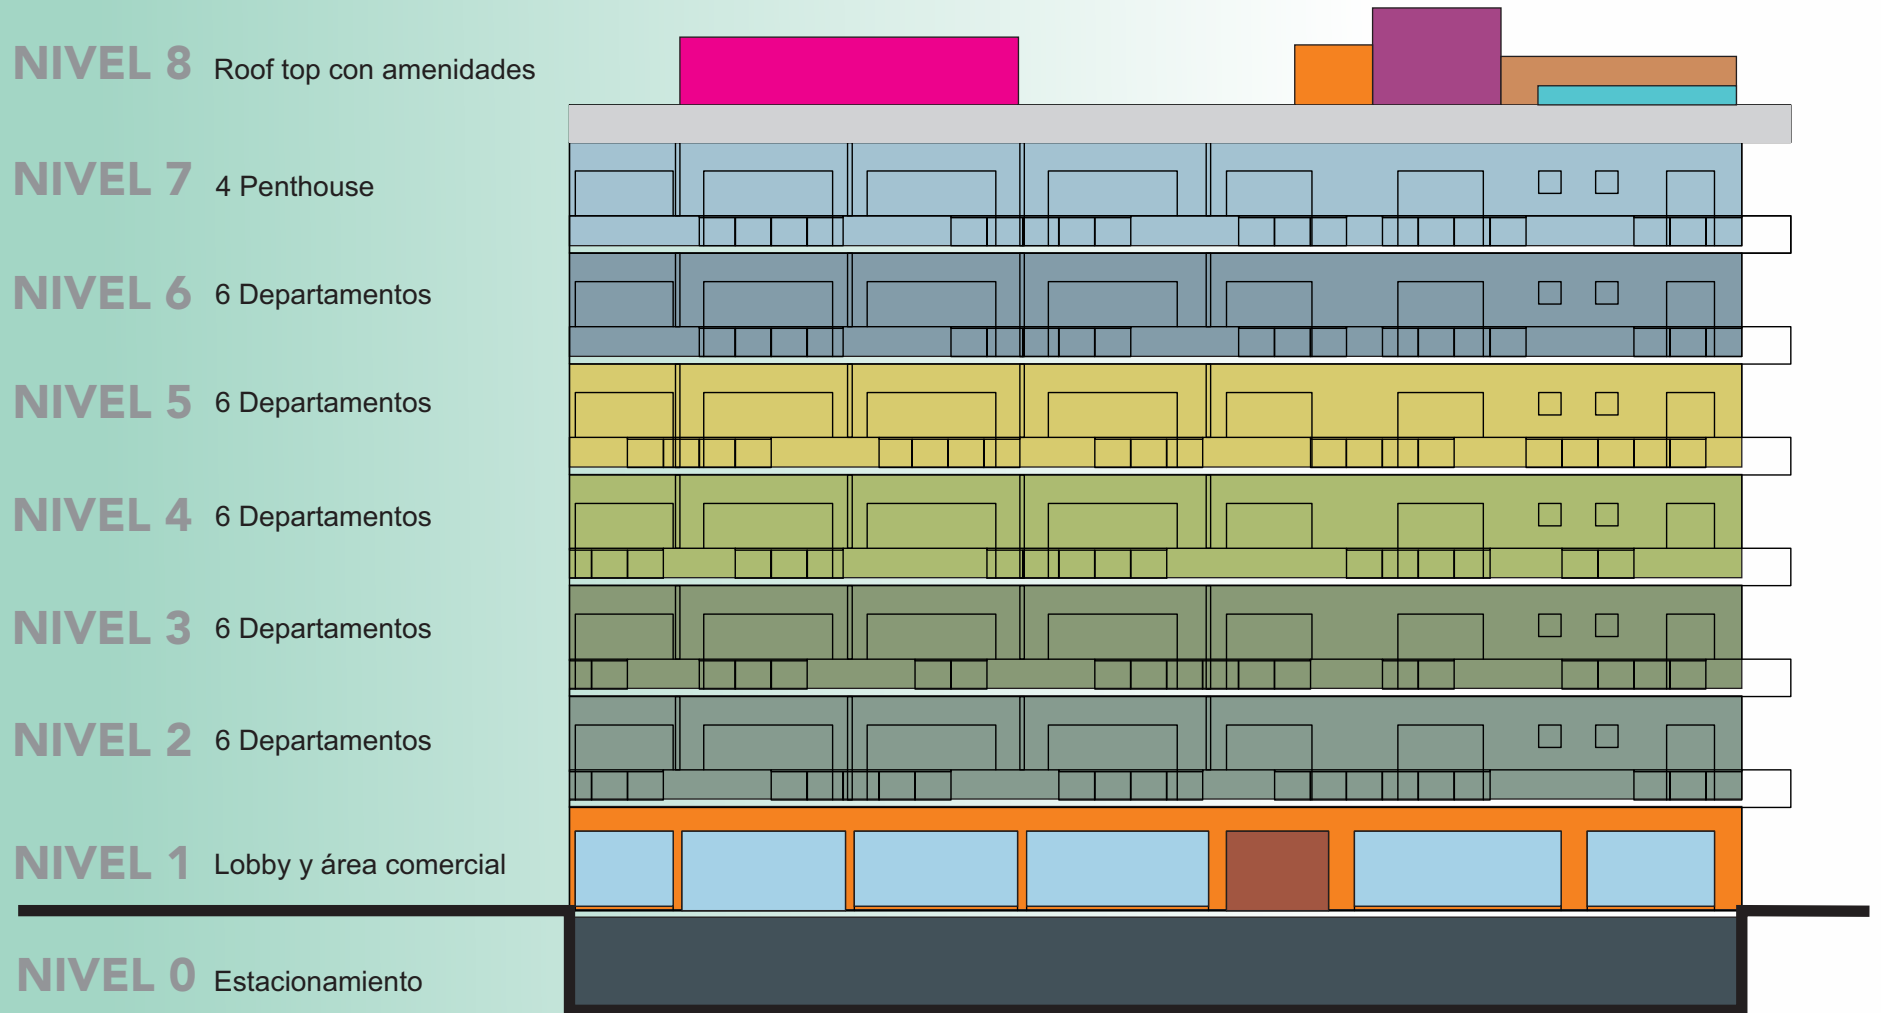 NIVEL 8 Roof top con amenidades
NIVEL 7 4 Penthouse
NIVEL 6 6 Departamentos
NIVEL 5 6 Departamentos
NIVEL 4 6 Departamentos
NIVEL 3 6 Departamentos
NIVEL 2 6 Departamentos
NIVEL 1 Lobby y área comercial
NIVEL 0 Estacionamiento